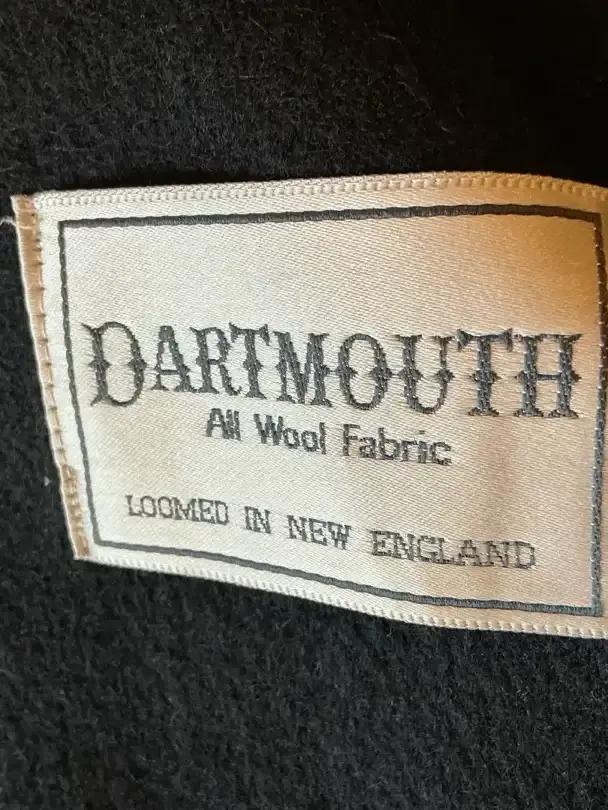 DARTMOUTH
All Wool Fabric
LOOMED IN NEW ENGLAND